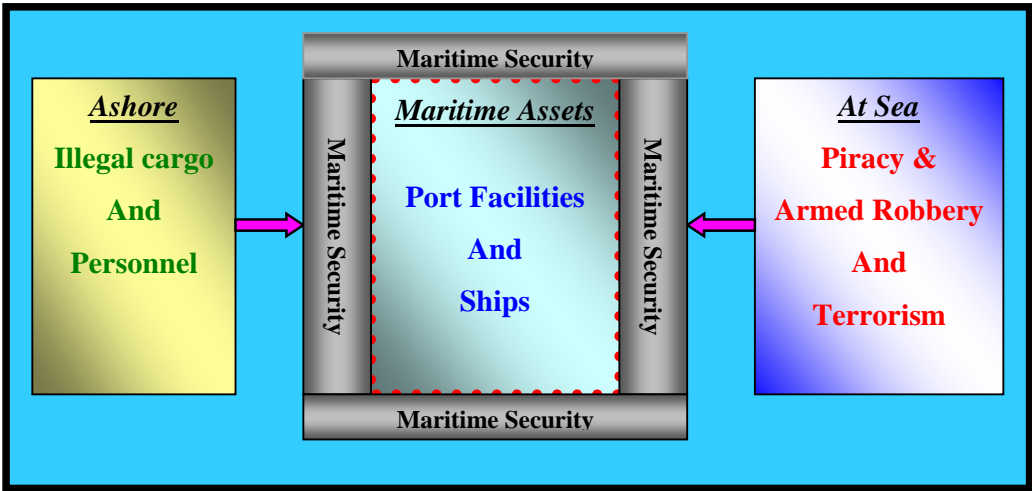 Maritime Security
Ashore
Illegal cargo
And
Personnel
Maritime Security
Maritime Assets
Port Facilities
And
Ships
Maritime Security
At Sea
Piracy &
Armed Robbery
And
Terrorism
Maritime Security